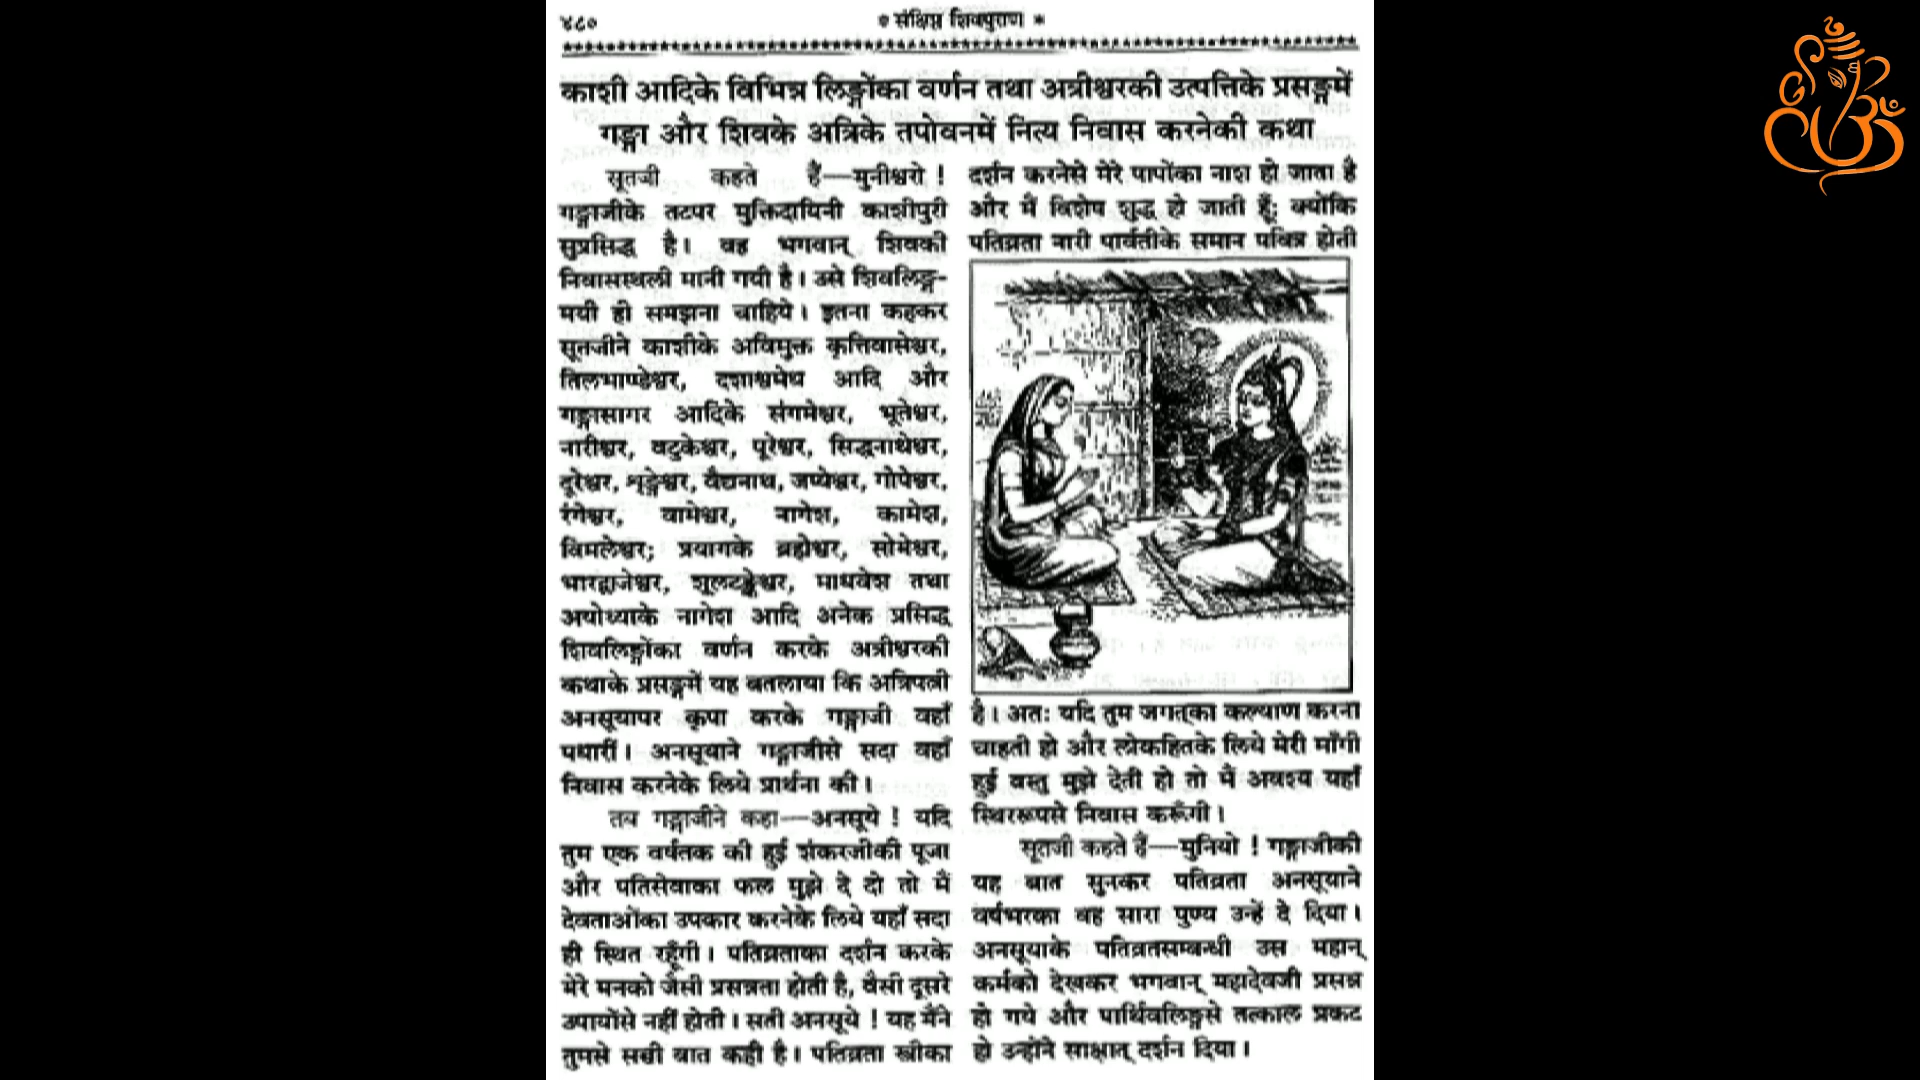 ४८०
* संक्षिप्त शिवपुराण *
काशी आदिके विभिन्न लिङ्गोंका वर्णन तथा अत्रीश्वरकी उत्पत्तिके प्रसङ्गमें
गङ्गा और शिवके अत्रिके तपोवनमें नित्य निवास करनेकी कथा
सूतजी कहते हैं—मुनीश्वरो !
गङ्गाजीके तटपर मुक्तिदायिनी काशीपुरी
सुप्रसिद्ध है। वह भगवान् शिवकी
निवासस्थली मानी गयी है। उसे शिवलिङ्ग-
मयी ही समझना चाहिये। इतना कहकर
सूतजीने काशीके अविमुक्त कृत्तिवासेश्वर,
तिलभाण्डेश्वर, दशाश्वमेध आदि और
गङ्गासागर आदिके संगमेश्वर, भूतेश्वर,
नारीश्वर, वटुकेश्वर, पूरेश्वर, सिद्धनाथेश्वर,
दूरेश्वर, शृङ्गेश्वर, वैद्यनाथ, जप्येश्वर, गोपेश्वर,
रंगेश्वर, वामेश्वर, नागेश, कामेश,
विमलेश्वर; प्रयागके ब्रह्मेश्वर, सोमेश्वर,
भारद्वाजेश्वर, शूलटङ्केश्वर, माधवेश तथा
अयोध्याके नागेश आदि अनेक प्रसिद्ध
शिवलिङ्गोंका वर्णन करके अत्रीश्वरकी
कथाके प्रसङ्गमें यह बतलाया कि अत्रिपत्नी
अनसूयापर कृपा करके गङ्गाजी वहाँ
पधारीं। अनसूयाने गङ्गाजीसे सदा वहाँ
निवास करनेके लिये प्रार्थना की।
तब गङ्गाजीने कहा—अनसूये ! यदि
तुम एक वर्षतक की हुई शंकरजीकी पूजा
और पतिसेवाका फल मुझे दे दो तो मैं
देवताओंका उपकार करनेके लिये यहाँ सदा
ही स्थित रहूँगी। पतिव्रताका दर्शन करके
मेरे मनको जैसी प्रसन्नता होती है, वैसी दूसरे
उपायोंसे नहीं होती। सती अनसूये ! यह मैंने
तुमसे सच्ची बात कही है। पतिव्रता स्त्रीका
दर्शन करनेसे मेरे पापोंका नाश हो जाता है
और मैं विशेष शुद्ध हो जाती हूँ; क्योंकि
पतिव्रता नारी पार्वतीके समान पवित्र होती
है। अतः यदि तुम जगत्‌का कल्याण करना
चाहती हो और लोकहितके लिये मेरी माँगी
हुई वस्तु मुझे देती हो तो मैं अवश्य यहाँ
स्थिररूपसे निवास करूँगी।
सूतजी कहते हैं—मुनियो ! गङ्गाजीकी
यह बात सुनकर पतिव्रता अनसूयाने
वर्षभरका वह सारा पुण्य उन्हें दे दिया।
अनसूयाके पतिव्रतसम्बन्धी उस महान्
कर्मको देखकर भगवान् महादेवजी प्रसन्न
हो गये और पार्थिवलिङ्गसे तत्काल प्रकट
हो उन्होंने साक्षात् दर्शन दिया।